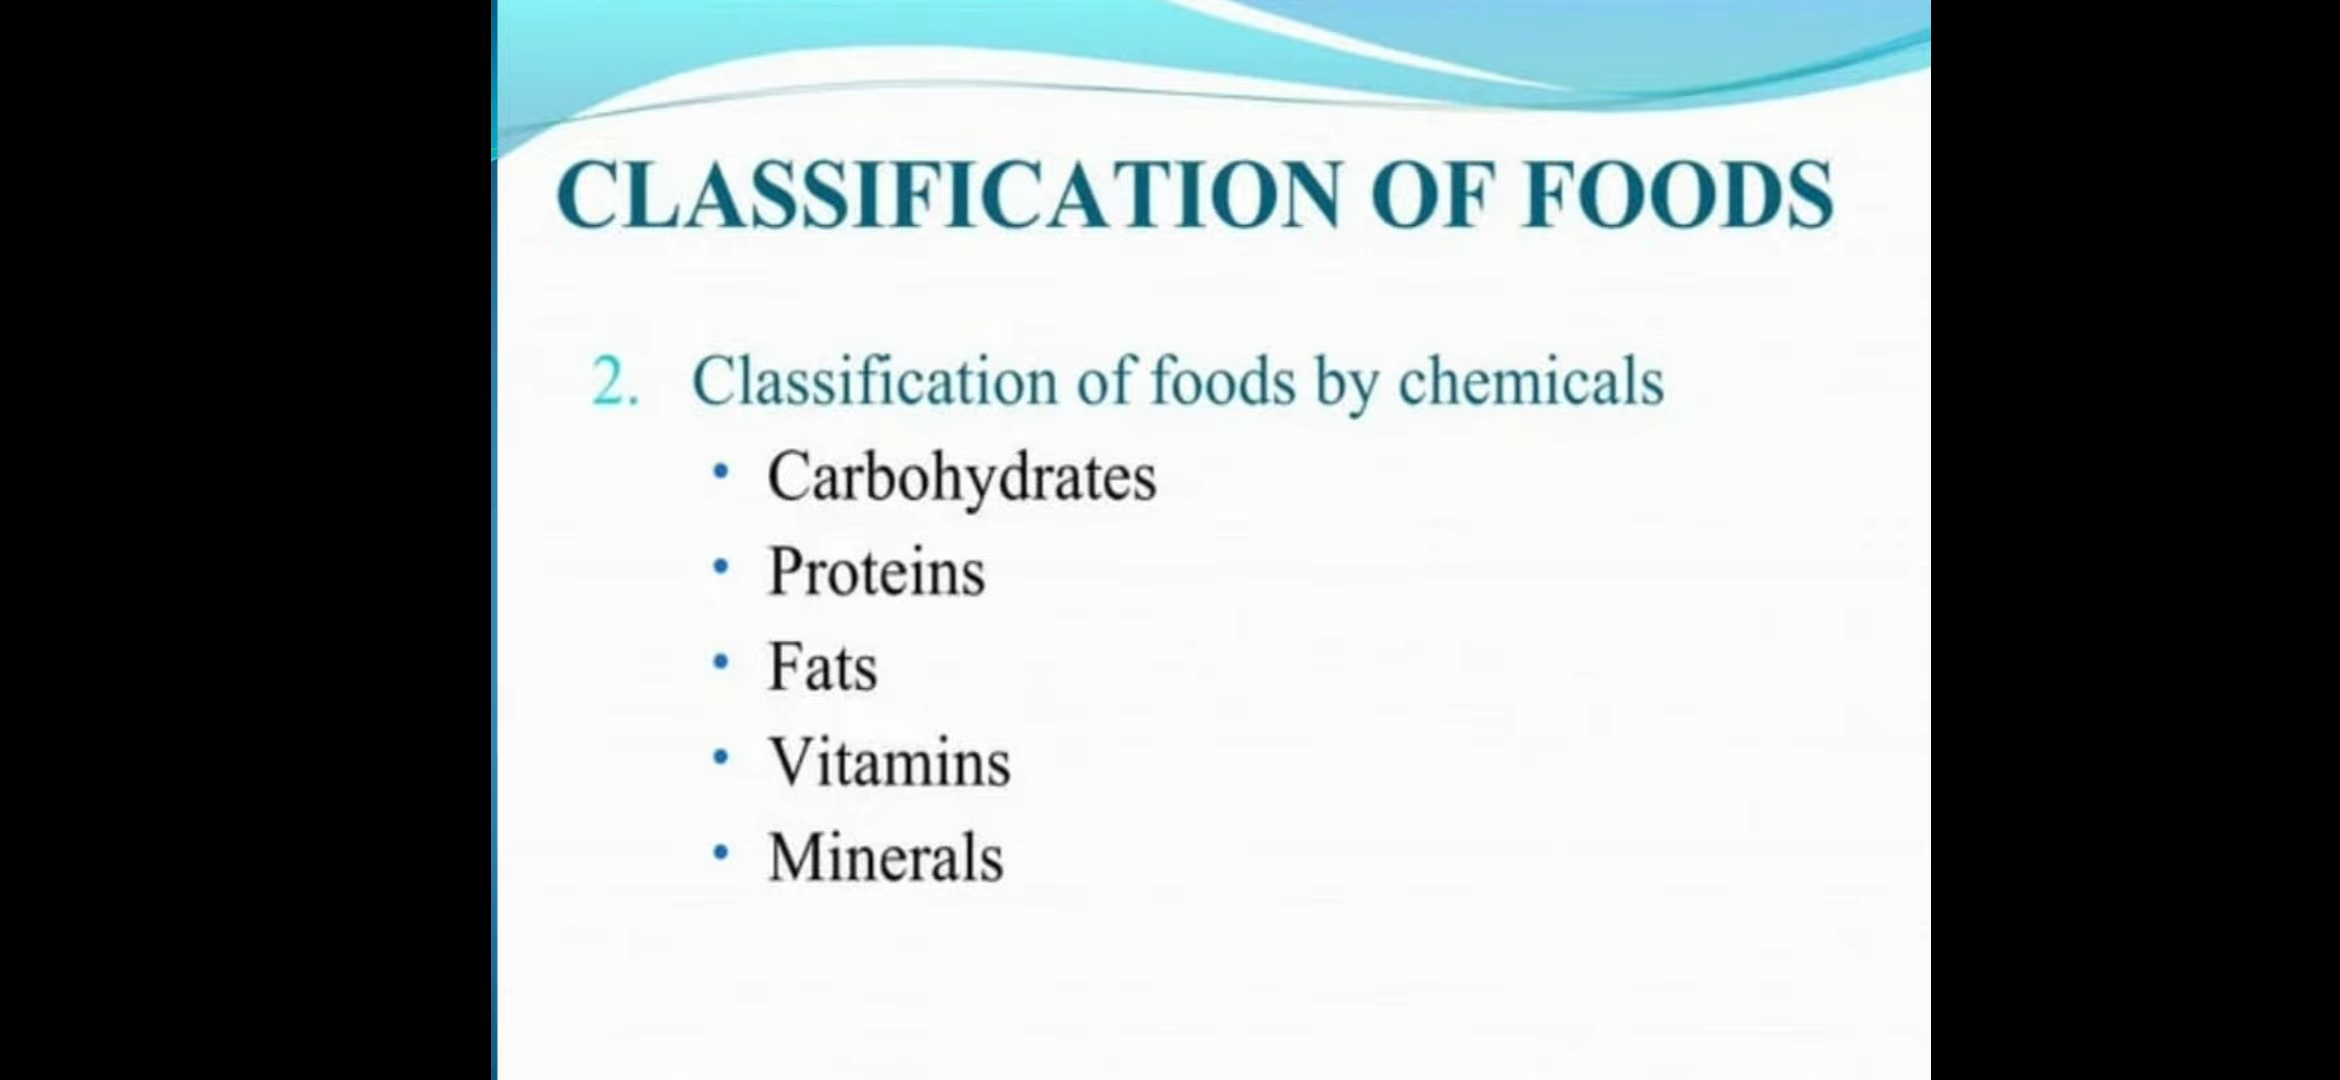 CLASSIFICATION OF FOODS
2. Classification of foods by chemicals
• Carbohydrates
• Proteins
• Fats
• Vitamins
• Minerals